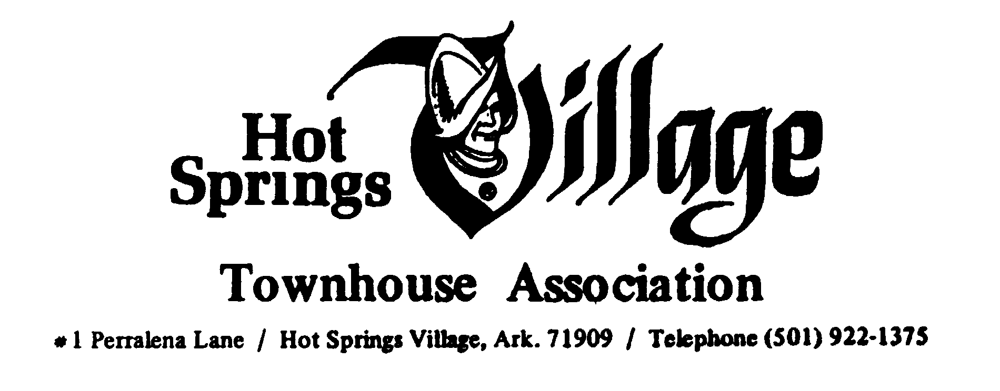 Hot
Springs Village
Townhouse Association
#1 Perralena Lane / Hot Springs Village, Ark. 71909 / Telephone (501) 922-1375